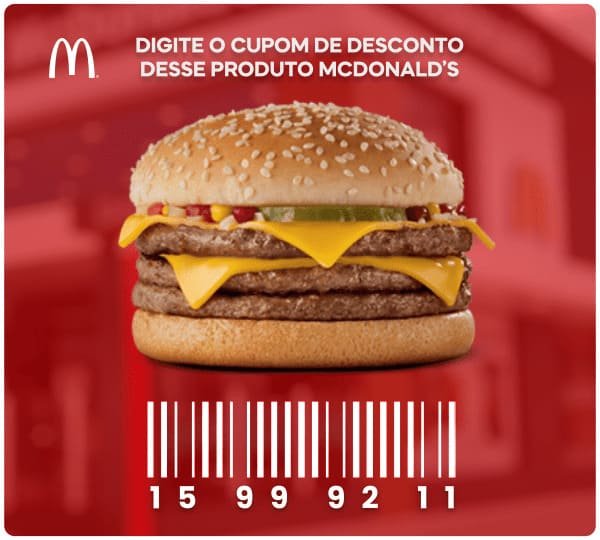 DIGITE O CUPOM DE DESCONTO
DESSE PRODUTO MCDONALD'S
15 99 92 11